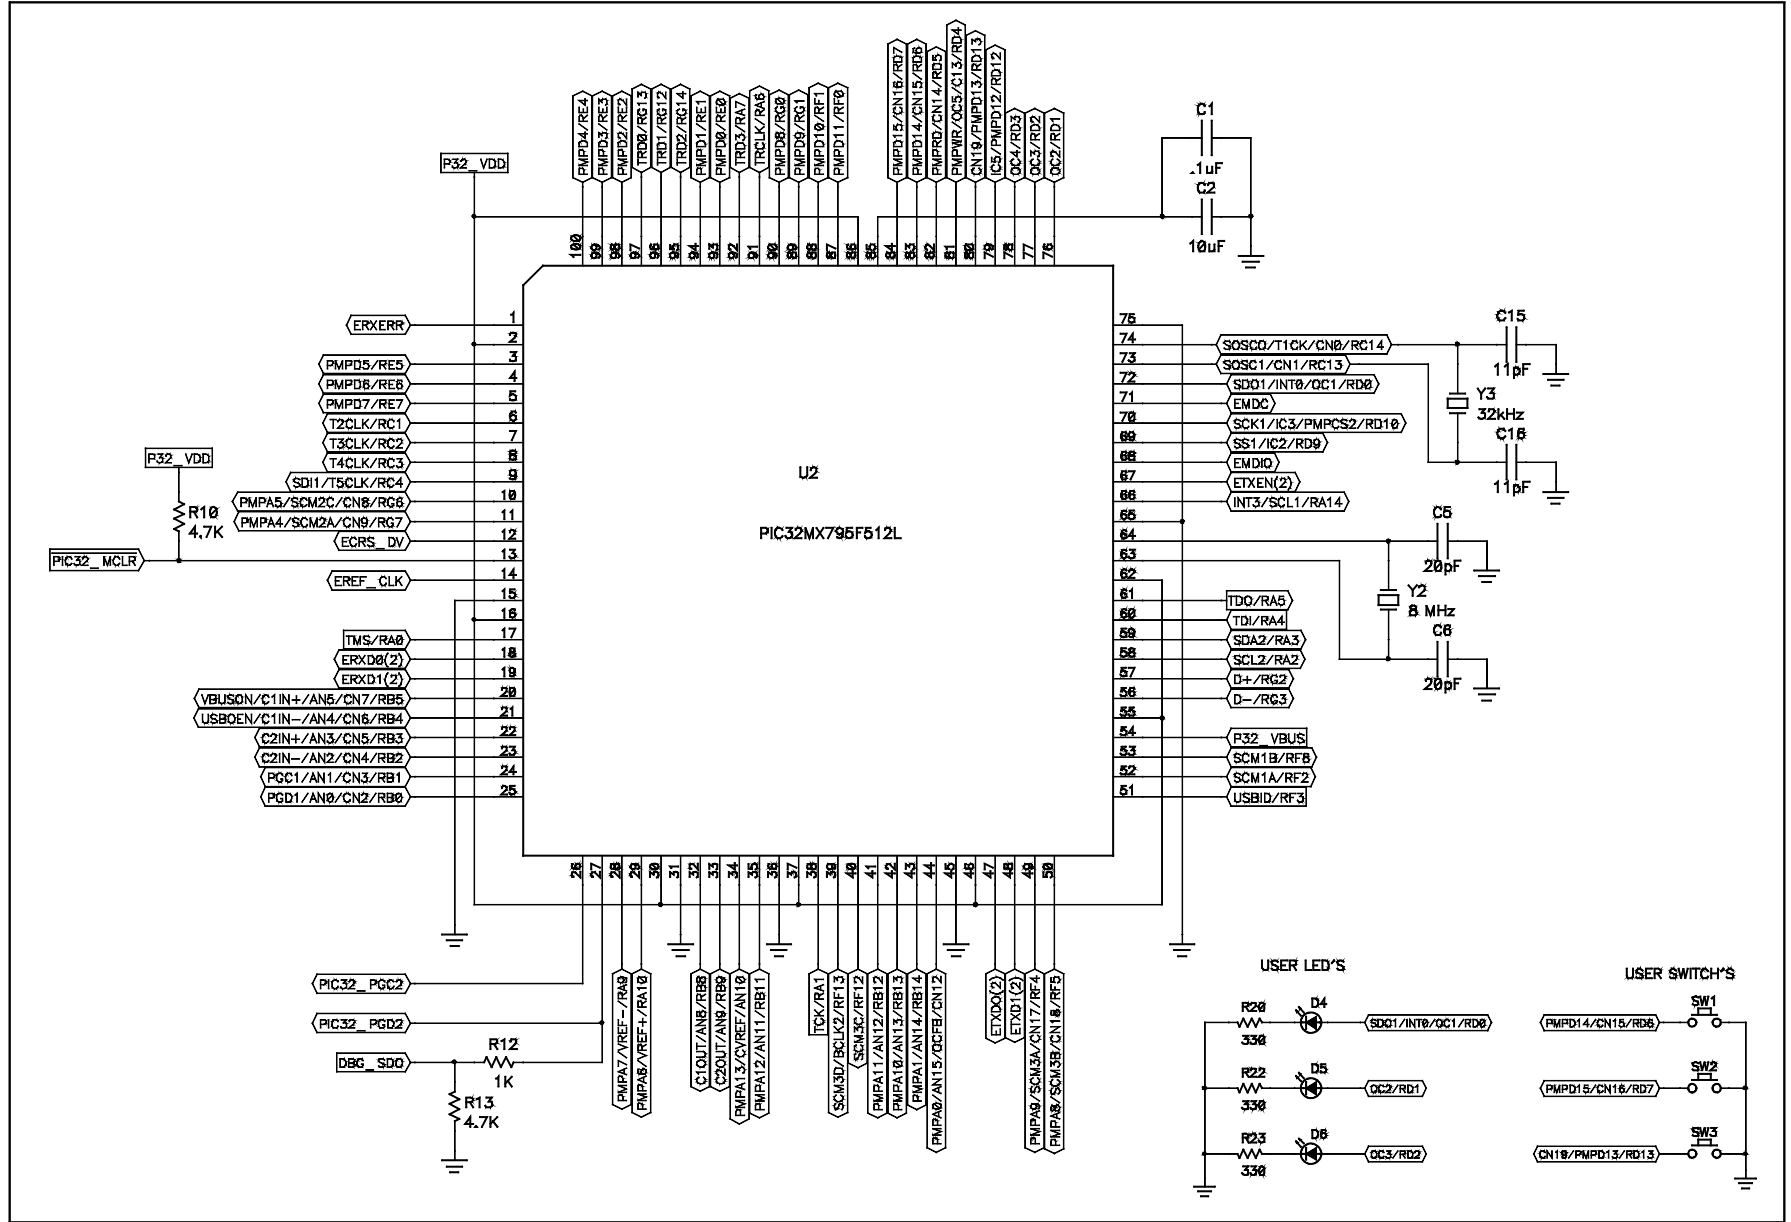 P32_VDD
PMPD4/RE4
PMPD3/RE3
PMPD2/RE2
TRD0/RG13
TRD1/RG12
TRD2/RG14
PMPD1/RE1
PMPD0/RE0
TRD3/RA7
TRCLK/RA6
PMPD8/RG0
PMPD9/RG1
PMPD10/RF1
PMPD11/RF0
PMPD15/CN16/RD7
PMPD14/CN15/RD6
PMPRD/CN14/RD5
PMPWR/OC5/C13/RD4
CN19/PMPD13/RD13
IC5/PMPD12/RD12
OC4/RD3
OC3/RD2
OC2/RD1
100 99 98 97 96 95 94 93 92 91 90 89 88 87 86 85 84 83 82 81 80 79 78 77 76
C1
.1uF
C2
10uF
ERXERR 1
2
PMPD5/RE5 3
PMPD6/RE6 4
PMPD7/RE7 5
T2CLK/RC1 6
T3CLK/RC2 7
T4CLK/RC3 8
SDI1/T5CLK/RC4 9
PMPA5/SCM2C/CN8/RG6 10
PMPA4/SCM2A/CN9/RG7 11
ECRS_DV 12
P32_VDD
R10
4.7K
PIC32_MCLR 13
EREF_CLK 14
15
16
TMS/RA0 17
ERXD0(2) 18
ERXD1(2) 19
VBUSON/C1IN+/AN5/CN7/RB5 20
USBOEN/C1IN-/AN4/CN6/RB4 21
C2IN+/AN3/CN5/RB3 22
C2IN-/AN2/CN4/RB2 23
PGC1/AN1/CN3/RB1 24
PGD1/AN0/CN2/RB0 25
U2
PIC32MX795F512L
75
74 SOSCO/T1CK/CN0/RC14
73 SOSC1/CN1/RC13
72 SDO1/INT0/OC1/RD0
71 EMDC
70 SCK1/IC3/PMPCS2/RD10
69 SS1/IC2/RD9
68 EMDIO
67 ETXEN(2)
66 INT3/SCL1/RA14
65
64
63
62
61 TDO/RA5
60 TDI/RA4
59 SDA2/RA3
58 SCL2/RA2
57 D+/RG2
56 D-/RG3
55
54 P32_VBUS
53 SCM1B/RF8
52 SCM1A/RF2
51 USBID/RF3
C15
11pF
Y3
32kHz
C16
11pF
C5
20pF
Y2
8 MHz
C6
20pF
26 27 28 29 30 31 32 33 34 35 36 37 38 39 40 41 42 43 44 45 46 47 48 49 50
PIC32_PGC2
PIC32_PGD2
DBG_SDO
R12
1K
R13
4.7K
PMPA7/VREF-/RA9
PMPA6/VREF+/RA10
C1OUT/AN8/RB8
C2OUT/AN9/RB9
PMPA13/CVREF/AN10
PMPA12/AN11/RB11
TCK/RA1
SCM3D/BCLK2/RF13
SCM3C/RF12
PMPA11/AN12/RB12
PMPA10/AN13/RB13
PMPA1/AN14/RB14
PMPA0/AN15/OCFB/CN12
ETXDO(2)
ETXD1(2)
PMPA9/SCM3A/CN17/RF4
PMPA8/SCM3B/CN18/RF5
USER LED'S
R20
330
D4
SDO1/INT0/OC1/RD0
R22
330
D5
OC2/RD1
R23
330
D6
OC3/RD2
USER SWITCH'S
PMPD14/CN15/RD6
SW1
PMPD15/CN16/RD7
SW2
CN19/PMPD13/RD13
SW3